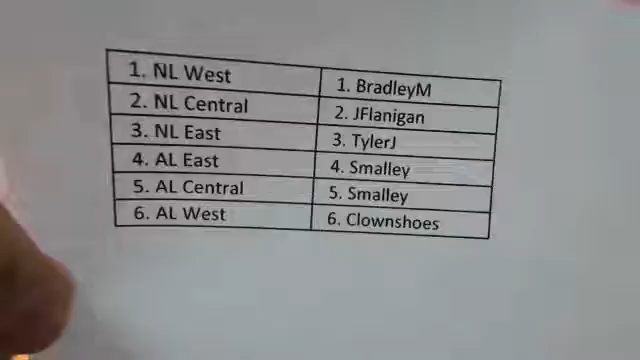 1. NL West 1. BradleyM
2. NL Central 2. JFlanigan
3. NL East 3. TylerJ
4. AL East 4. Smalley
5. AL Central 5. Smalley
6. AL West 6. Clownshoes